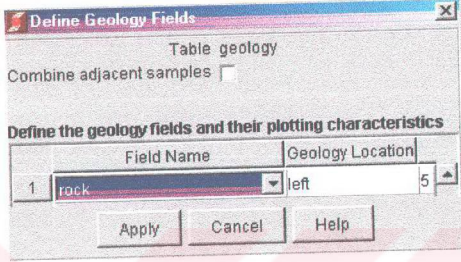 Define Geology Fields
Table geology
Combine adjacent samples
Define the geology fields and their plotting characteristics
Field Name Geology Location
1 rock left 5
Apply Cancel Help